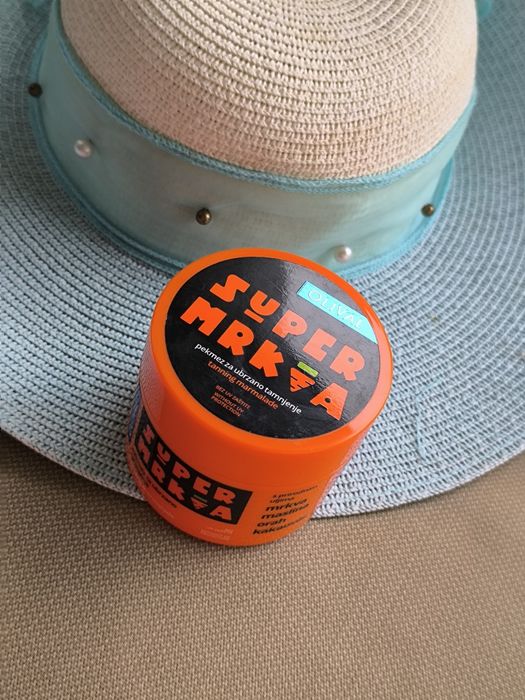 OLIVAL
SUPER
MRKVA
pekmez za ubrzano tamnjenje
tanning marmalade
BEZ UV ZAŠTITE
WITHOUT UV
PROTECTION
SUPER
MRKVA
s prirodnim
uljima
mrkva
maslina
orah